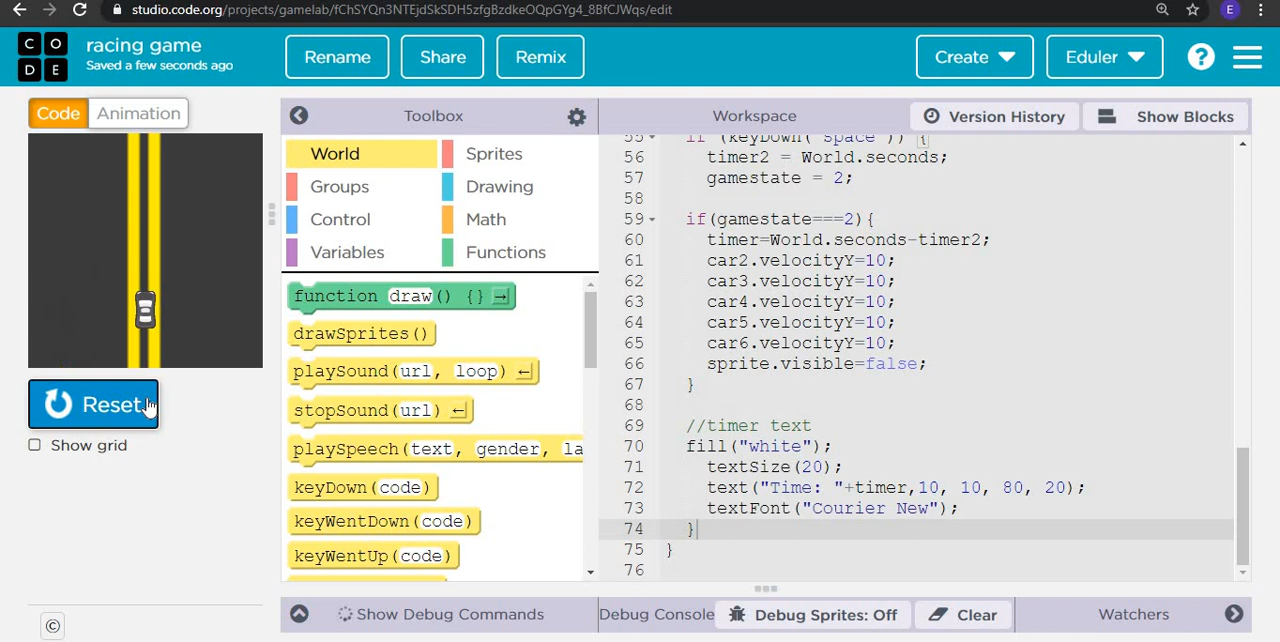 studio.code.org/projects/gamelab/fChSYQn3NTEjdSkSDH5zfgBzdkeOQpGYg4_8BfCJWqs/edit
E
C O
D E
racing game
Saved a few seconds ago
Rename
Share
Remix
Create
Eduler
?
Code
Animation
Toolbox
Workspace
Version History
Show Blocks
World
Sprites
Groups
Drawing
Control
Math
Variables
Functions
function draw() {} →
drawSprites()
playSound(url, loop) ←
stopSound(url) ←
playSpeech(text, gender, la
keyDown(code)
keyWentDown(code)
keyWentUp(code)
55 if (keyDown("space")) {
56 timer2 = World.seconds;
57 gamestate = 2;
58
59 if(gamestate===2){
60 timer=World.seconds-timer2;
61 car2.velocityY=10;
62 car3.velocityY=10;
63 car4.velocityY=10;
64 car5.velocityY=10;
65 car6.velocityY=10;
66 sprite.visible=false;
67 }
68
69 //timer text
70 fill("white");
71 textSize(20);
72 text("Time: "+timer,10, 10, 80, 20);
73 textFont("Courier New");
74 }
75 }
76
Reset
Show grid
©
Show Debug Commands
Debug Console
Debug Sprites: Off
Clear
Watchers